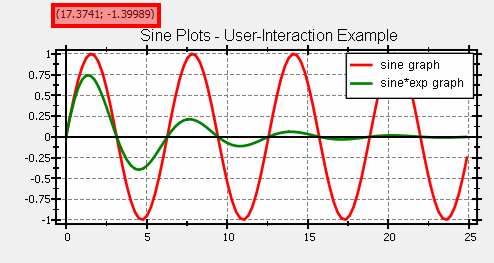 (17.3741; -1.39989)
Sine Plots - User-Interaction Example
sine graph
sine*exp graph
1
0.75
0.5
0.25
0
-0.25
-0.5
-0.75
-1
0 5 10 15 20 25